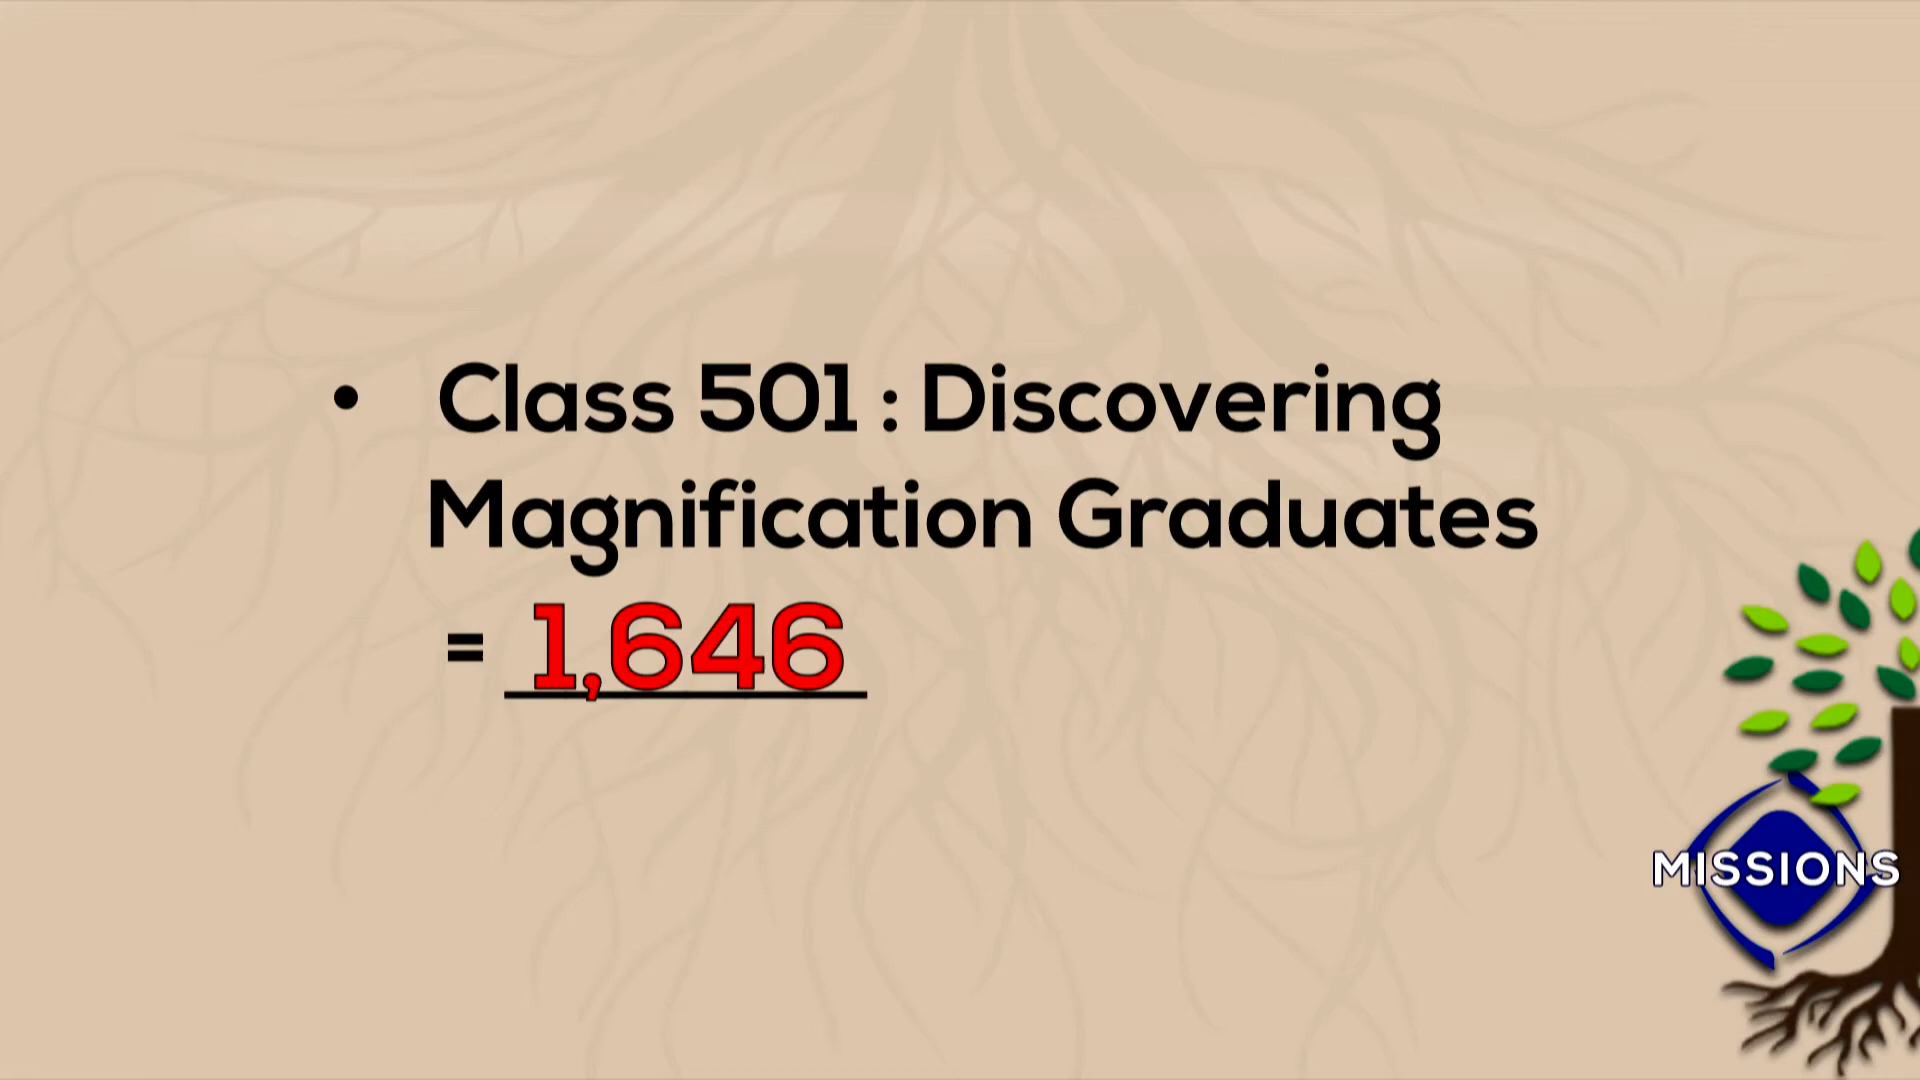 • Class 501 : Discovering
Magnification Graduates
= 1,646
MISSIONS